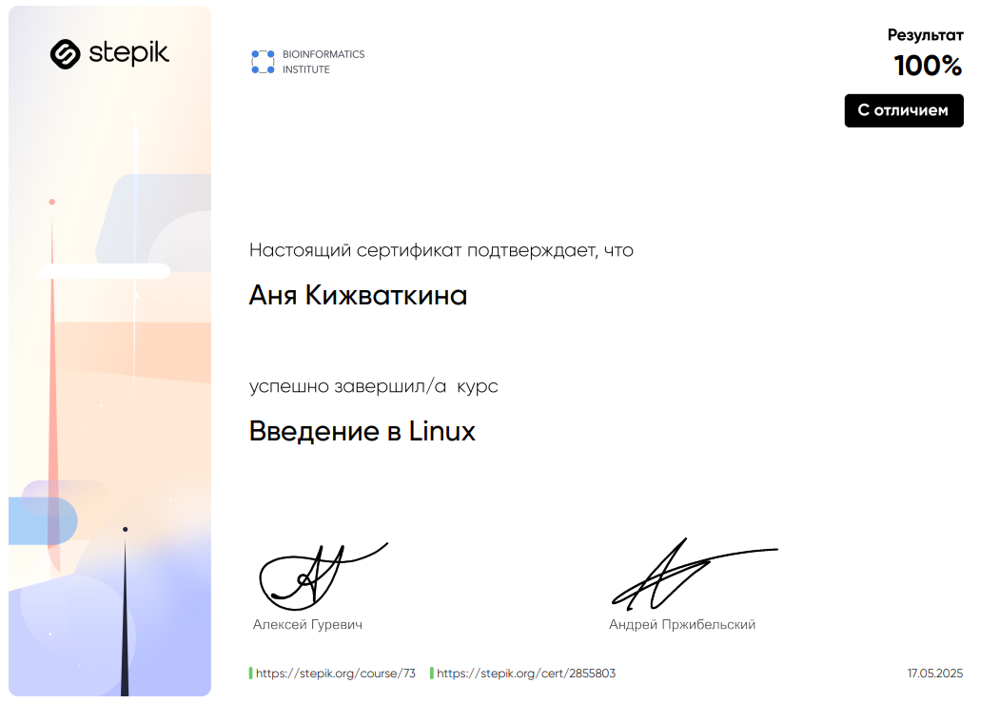 stepik
BIOINFORMATICS
INSTITUTE
Результат
100%
С отличием
Настоящий сертификат подтверждает, что
Аня Кижваткина
успешно завершил/а курс
Введение в Linux
Алексей Гуревич
Андрей Пржибельский
https://stepik.org/course/73
https://stepik.org/cert/2855803
17.05.2025